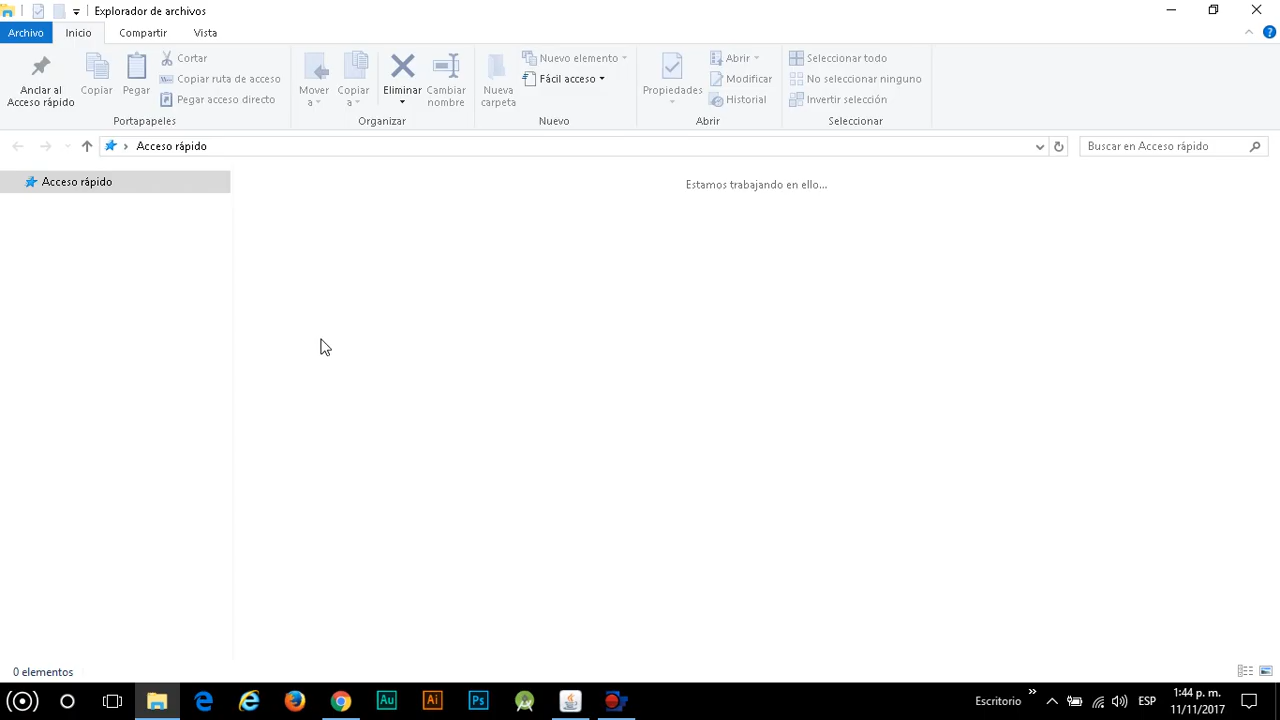 Explorador de archivos
Archivo Inicio Compartir Vista
Anclar al Acceso rápido
Copiar
Pegar
Cortar
Copiar ruta de acceso
Pegar acceso directo
Portapapeles
Mover a
Copiar a
Eliminar
Cambiar nombre
Organizar
Nueva carpeta
Nuevo elemento
Fácil acceso
Nuevo
Propiedades
Abrir
Modificar
Historial
Abrir
Seleccionar todo
No seleccionar ninguno
Invertir selección
Seleccionar
Acceso rápido
Buscar en Acceso rápido
Acceso rápido
Estamos trabajando en ello...
0 elementos
Au
Ai
Ps
Escritorio
ESP
1:44 p. m.
11/11/2017